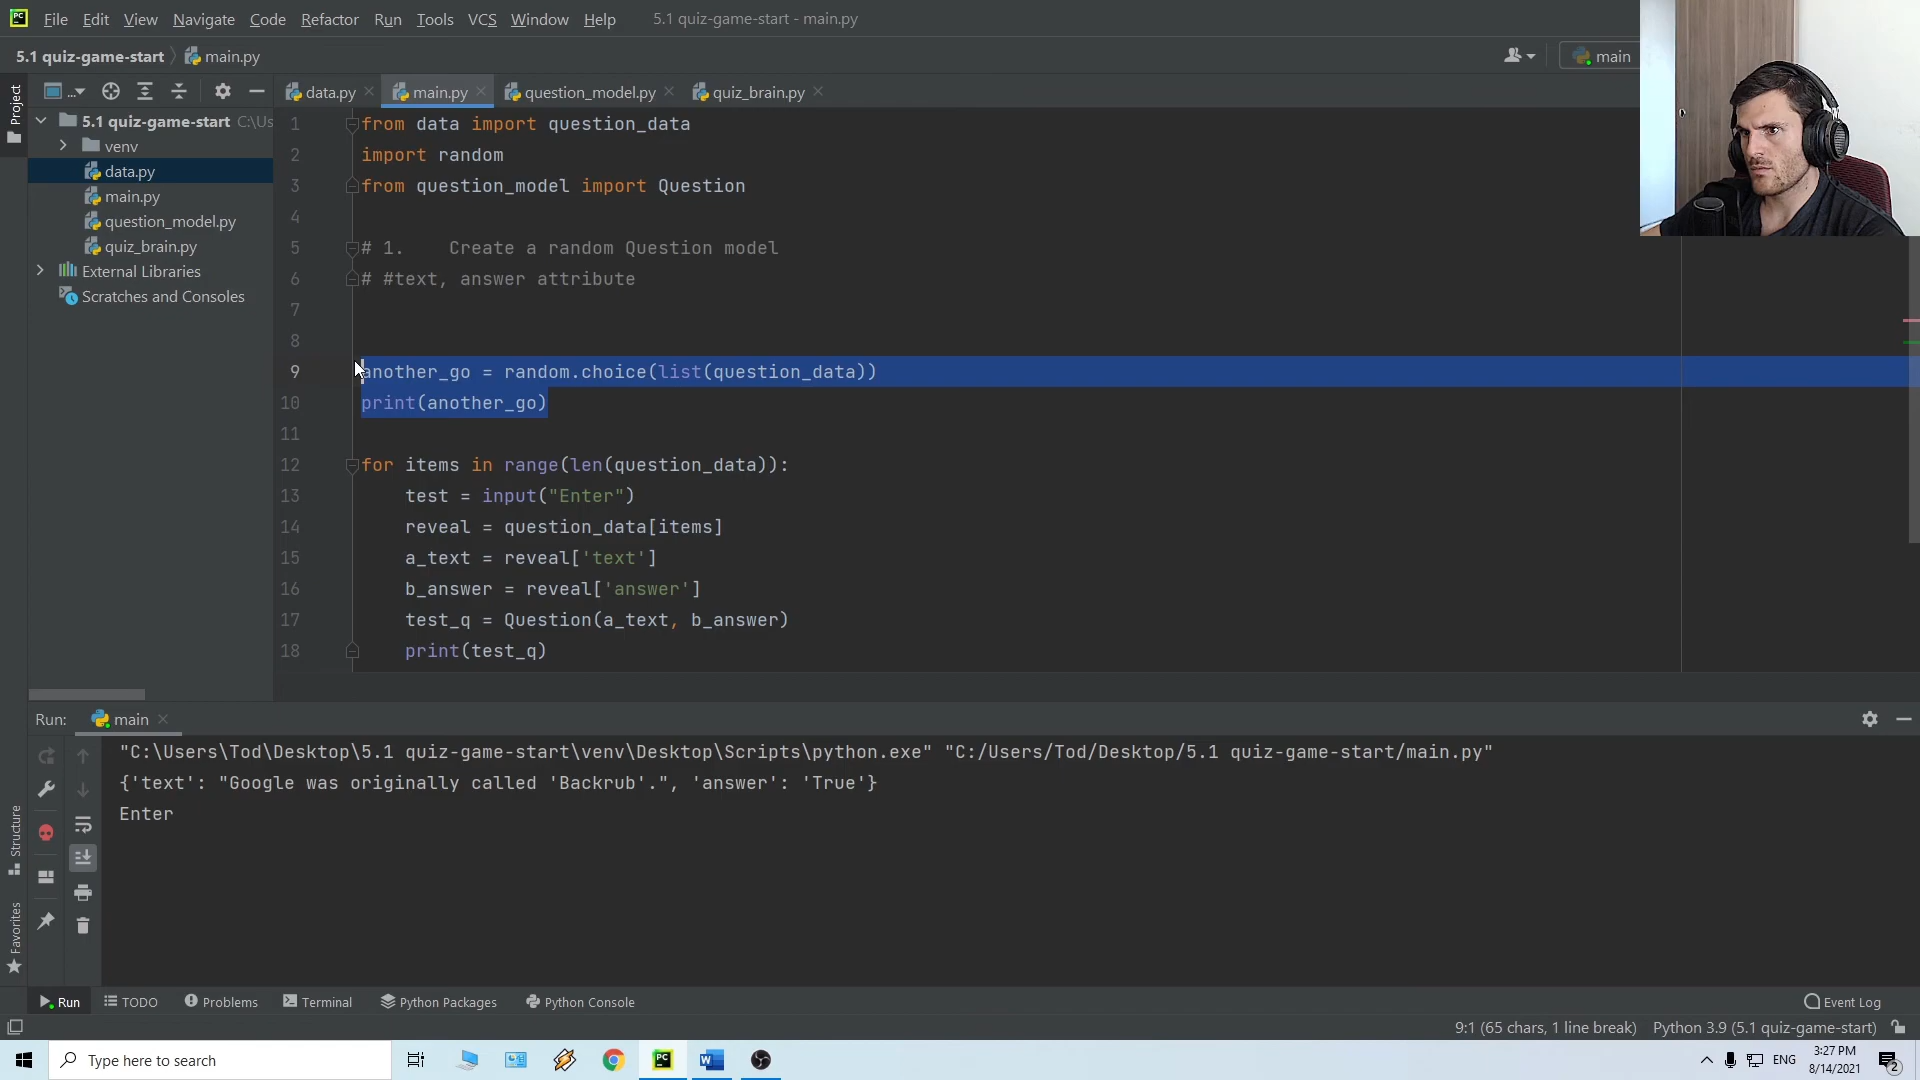 File Edit View Navigate Code Refactor Run Tools VCS Window Help 5.1 quiz-game-start - main.py
5.1 quiz-game-start main.py main
Project ... data.py main.py question_model.py quiz_brain.py
5.1 quiz-game-start C:\Us
venv
data.py
main.py
question_model.py
quiz_brain.py
External Libraries
Scratches and Consoles
1 from data import question_data
2 import random
3 from question_model import Question
4
5 # 1. Create a random Question model
6 # #text, answer attribute
7
8
9 another_go = random.choice(list(question_data))
10 print(another_go)
11
12 for items in range(len(question_data)):
13 test = input("Enter")
14 reveal = question_data[items]
15 a_text = reveal['text']
16 b_answer = reveal['answer']
17 test_q = Question(a_text, b_answer)
18 print(test_q)
Run: main
"C:\Users\Tod\Desktop\5.1 quiz-game-start\venv\Desktop\Scripts\python.exe" "C:/Users/Tod/Desktop/5.1 quiz-game-start/main.py"
{'text': "Google was originally called 'Backrub'.", 'answer': 'True'}
Enter
Structure
Favorites
Run TODO Problems Terminal Python Packages Python Console Event Log
9:1 (65 chars, 1 line break) Python 3.9 (5.1 quiz-game-start)
Type here to search
ENG 3:27 PM
8/14/2021
2